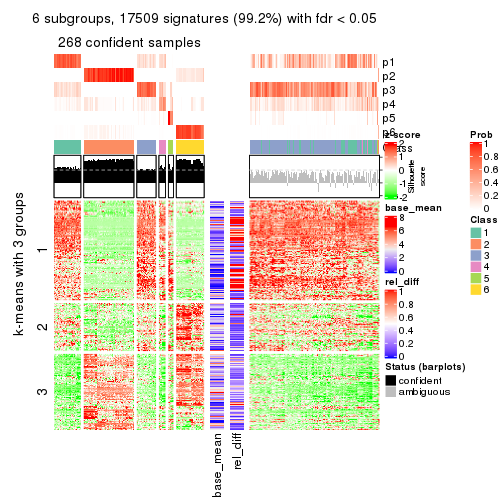 6 subgroups, 17509 signatures (99.2%) with fdr < 0.05
268 confident samples
p1
p2
p3
p4
p5
p6
Class
Silhouette
score
k-means with 3 groups
1
2
3
base_mean
rel_diff
z-score
2
1
0
-1
-2
base_mean
8
6
4
2
0
rel_diff
1
0.8
0.6
0.4
0.2
0
Status (barplots)
confident
ambiguous
Prob
1
0.8
0.6
0.4
0.2
0
Class
1
2
3
4
5
6